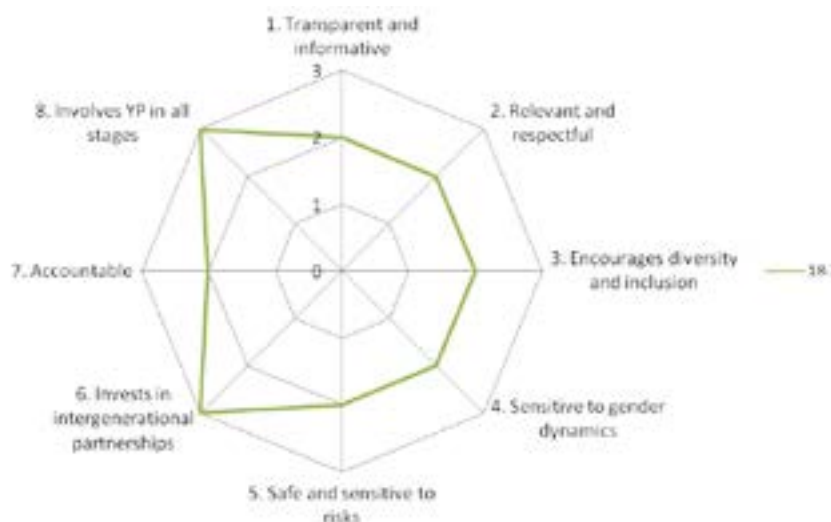 1. Transparent and
informative
3
8. Involves YP in all
stages
2. Relevant and
respectful
2
1
7. Accountable
0
3. Encourages diversity
and inclusion
18
6. Invests in
intergenerational
partnerships
4. Sensitive to gender
dynamics
5. Safe and sensitive to
risks